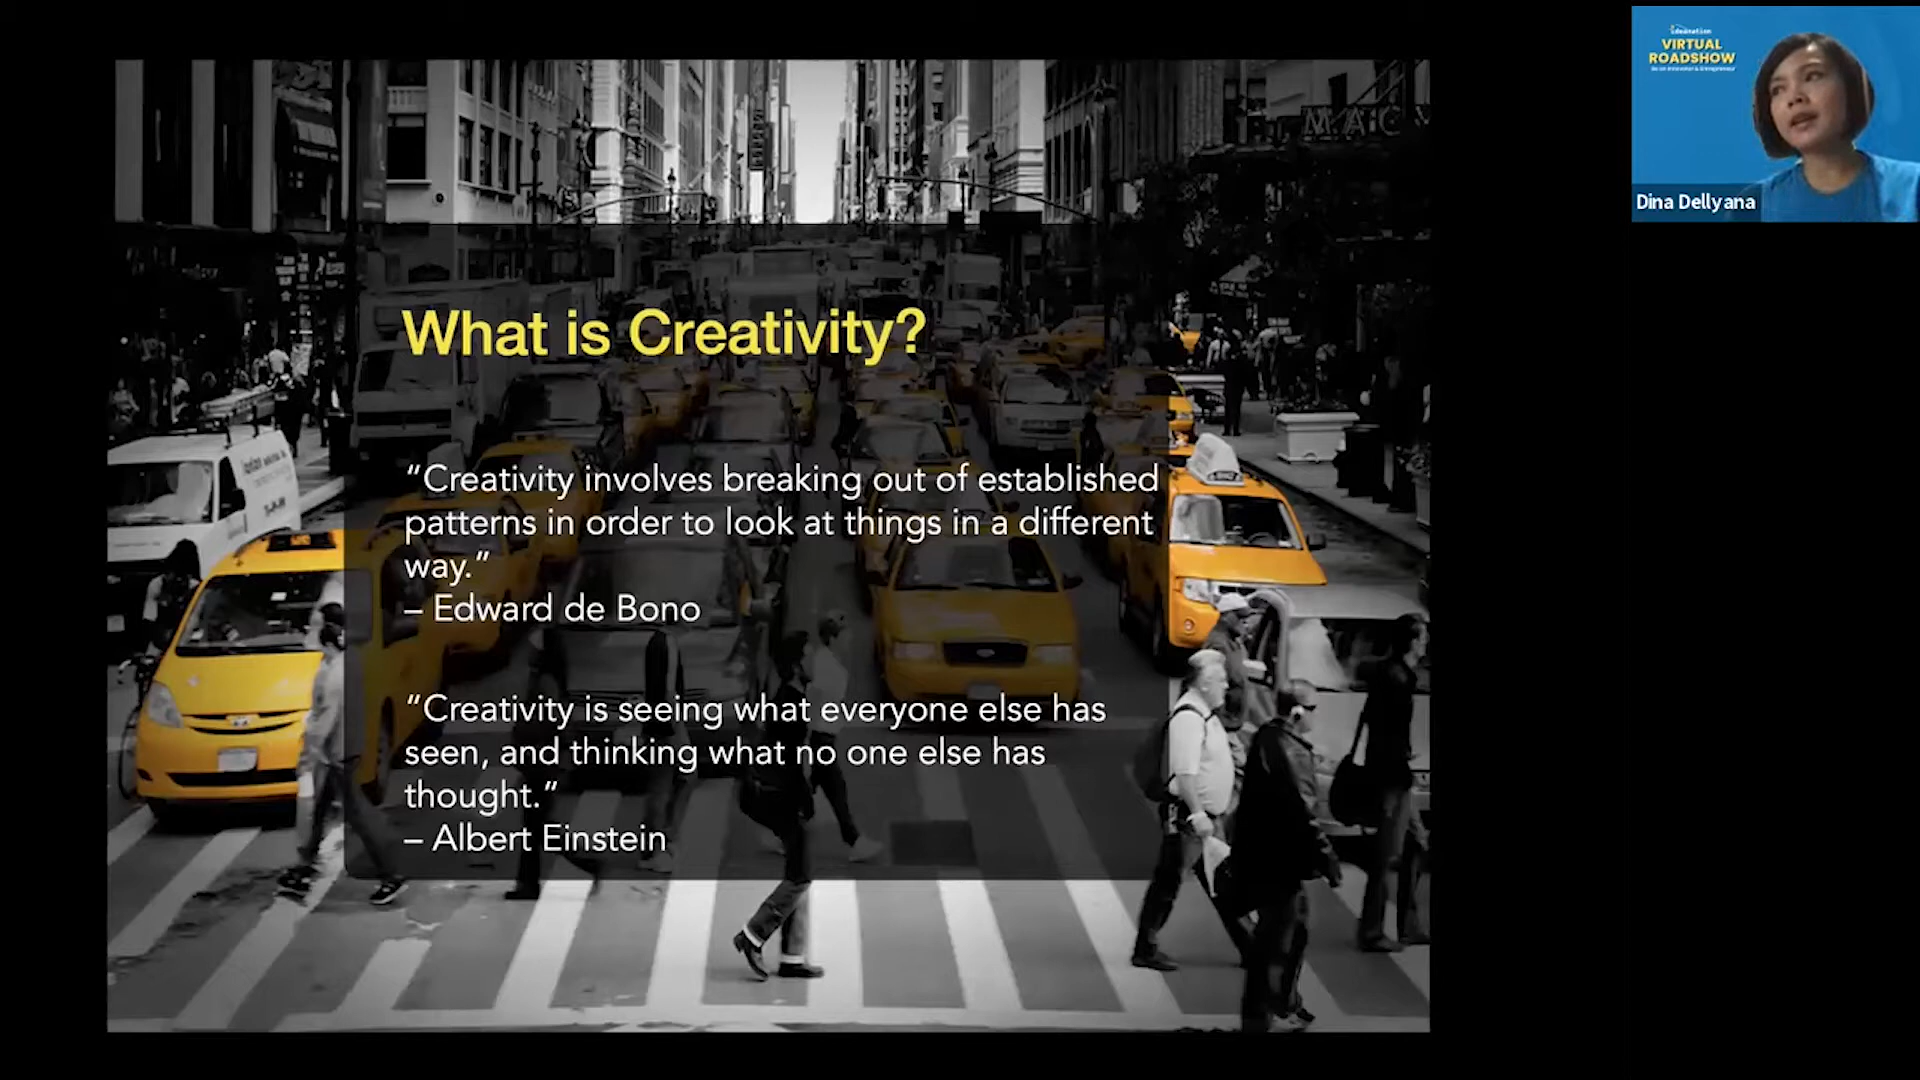 ideanation
VIRTUAL
ROADSHOW
Dina Dellyana
MAC
What is Creativity?
“Creativity involves breaking out of established
patterns in order to look at things in a different
way.”
– Edward de Bono
“Creativity is seeing what everyone else has
seen, and thinking what no one else has
thought.”
– Albert Einstein